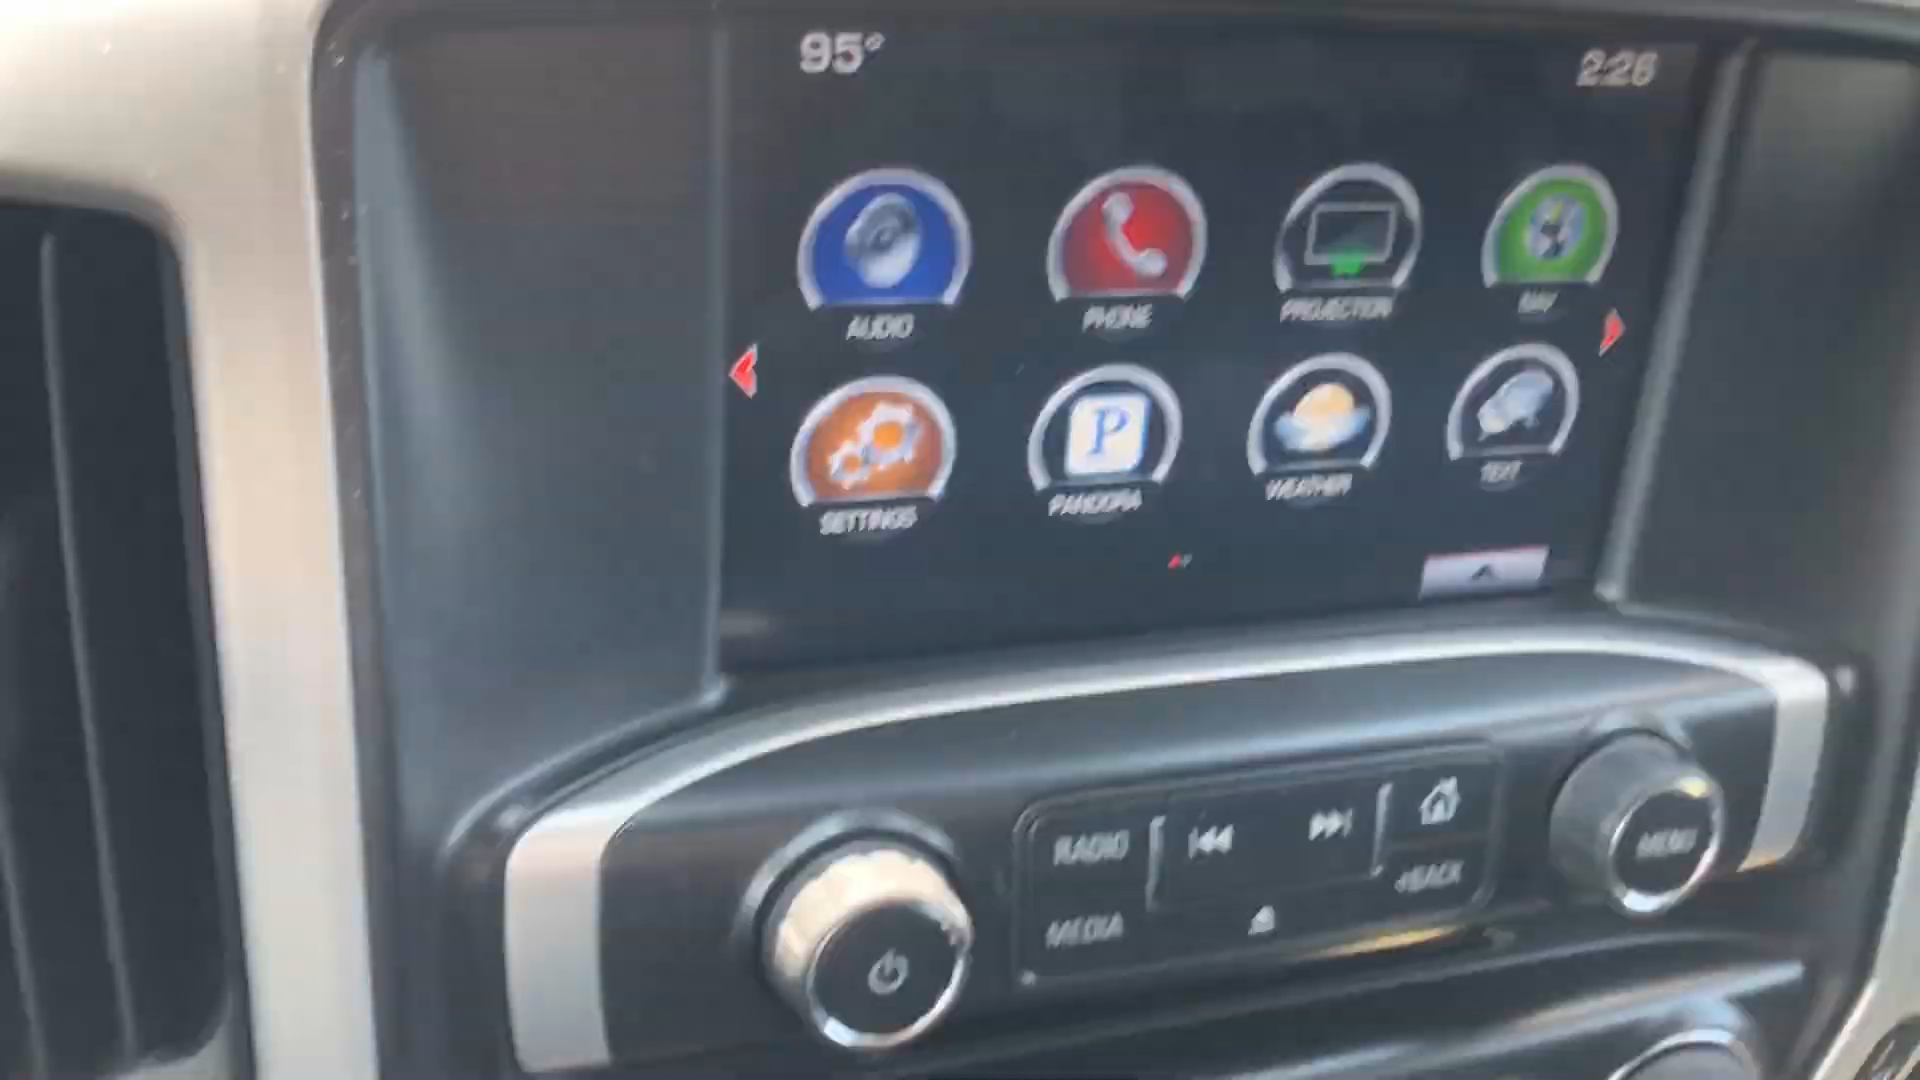 95°
2:26
AUDIO
PHONE
PROJECTION
NAV
SETTINGS
P
PANDORA
WEATHER
TEXT
RADIO
MEDIA
BACK
MENU